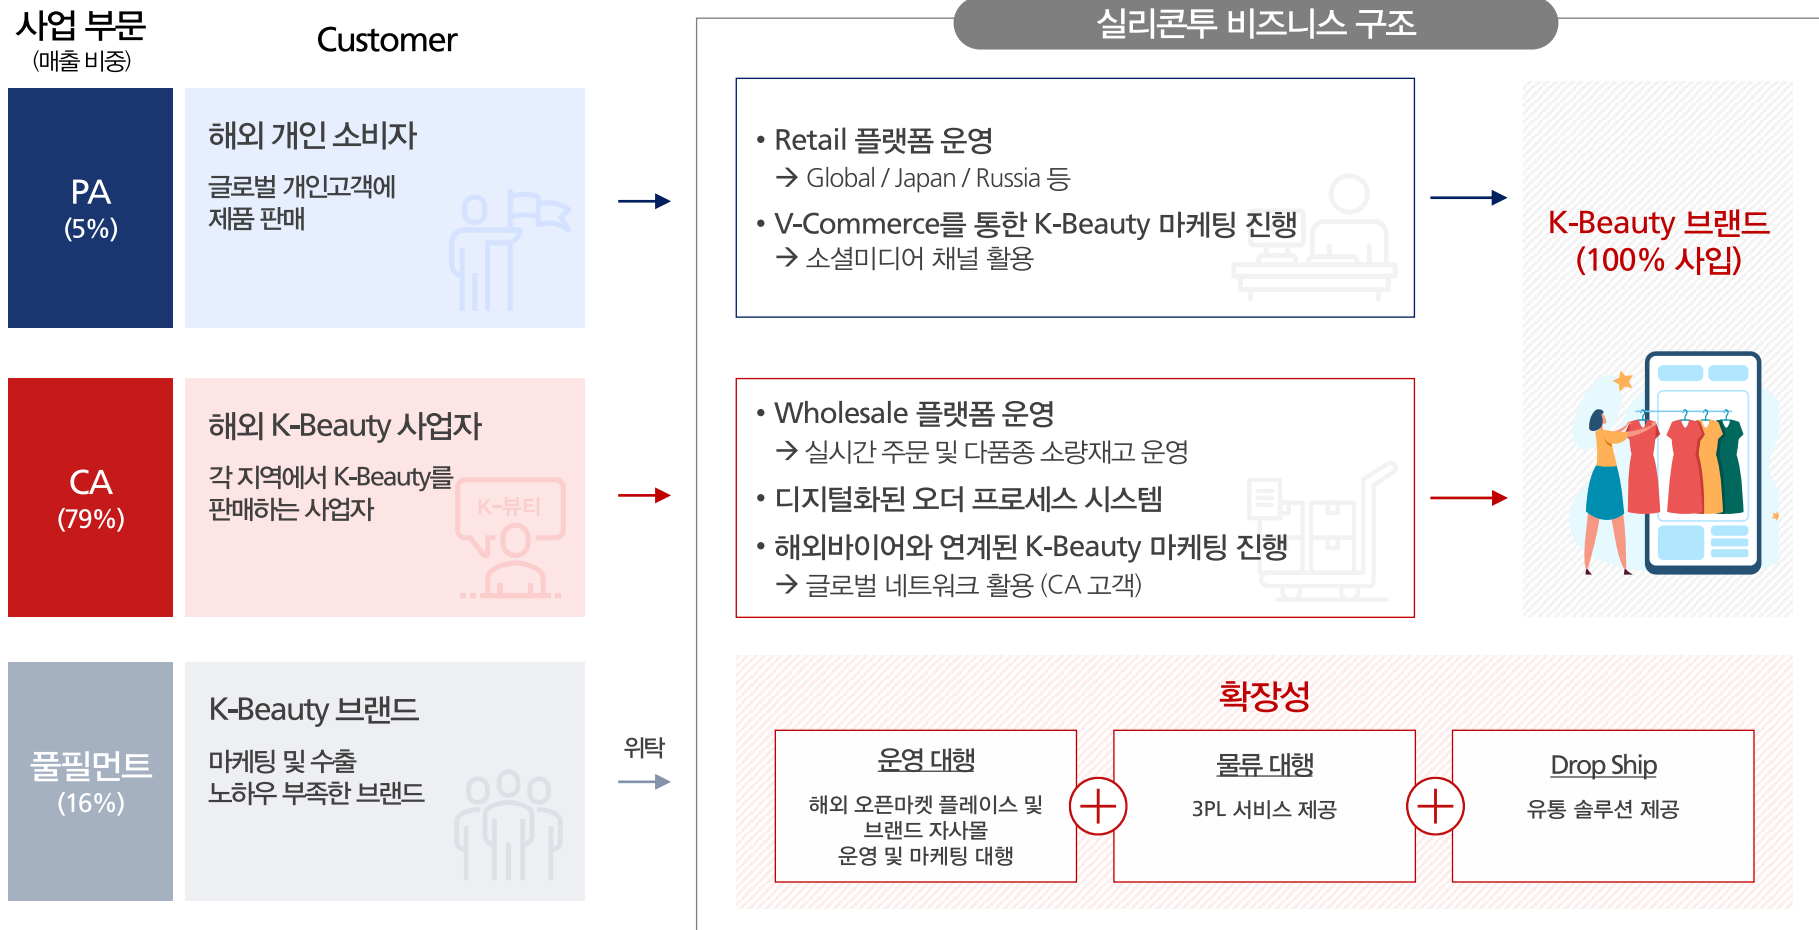 사업 부문
(매출 비중)
Customer
실리콘투 비즈니스 구조
PA
(5%)
해외 개인 소비자
글로벌 개인고객에
제품 판매
• Retail 플랫폼 운영
→ Global / Japan / Russia 등
• V-Commerce를 통한 K-Beauty 마케팅 진행
→ 소셜미디어 채널 활용
K-Beauty 브랜드
(100% 사입)
CA
(79%)
해외 K-Beauty 사업자
각 지역에서 K-Beauty를
판매하는 사업자
K-뷰티
• Wholesale 플랫폼 운영
→ 실시간 주문 및 다품종 소량재고 운영
• 디지털화된 오더 프로세스 시스템
• 해외바이어와 연계된 K-Beauty 마케팅 진행
→ 글로벌 네트워크 활용 (CA 고객)
풀필먼트
(16%)
K-Beauty 브랜드
마케팅 및 수출
노하우 부족한 브랜드
위탁
확장성
운영 대행
해외 오픈마켓 플레이스 및
브랜드 자사몰
운영 및 마케팅 대행
물류 대행
3PL 서비스 제공
Drop Ship
유통 솔루션 제공